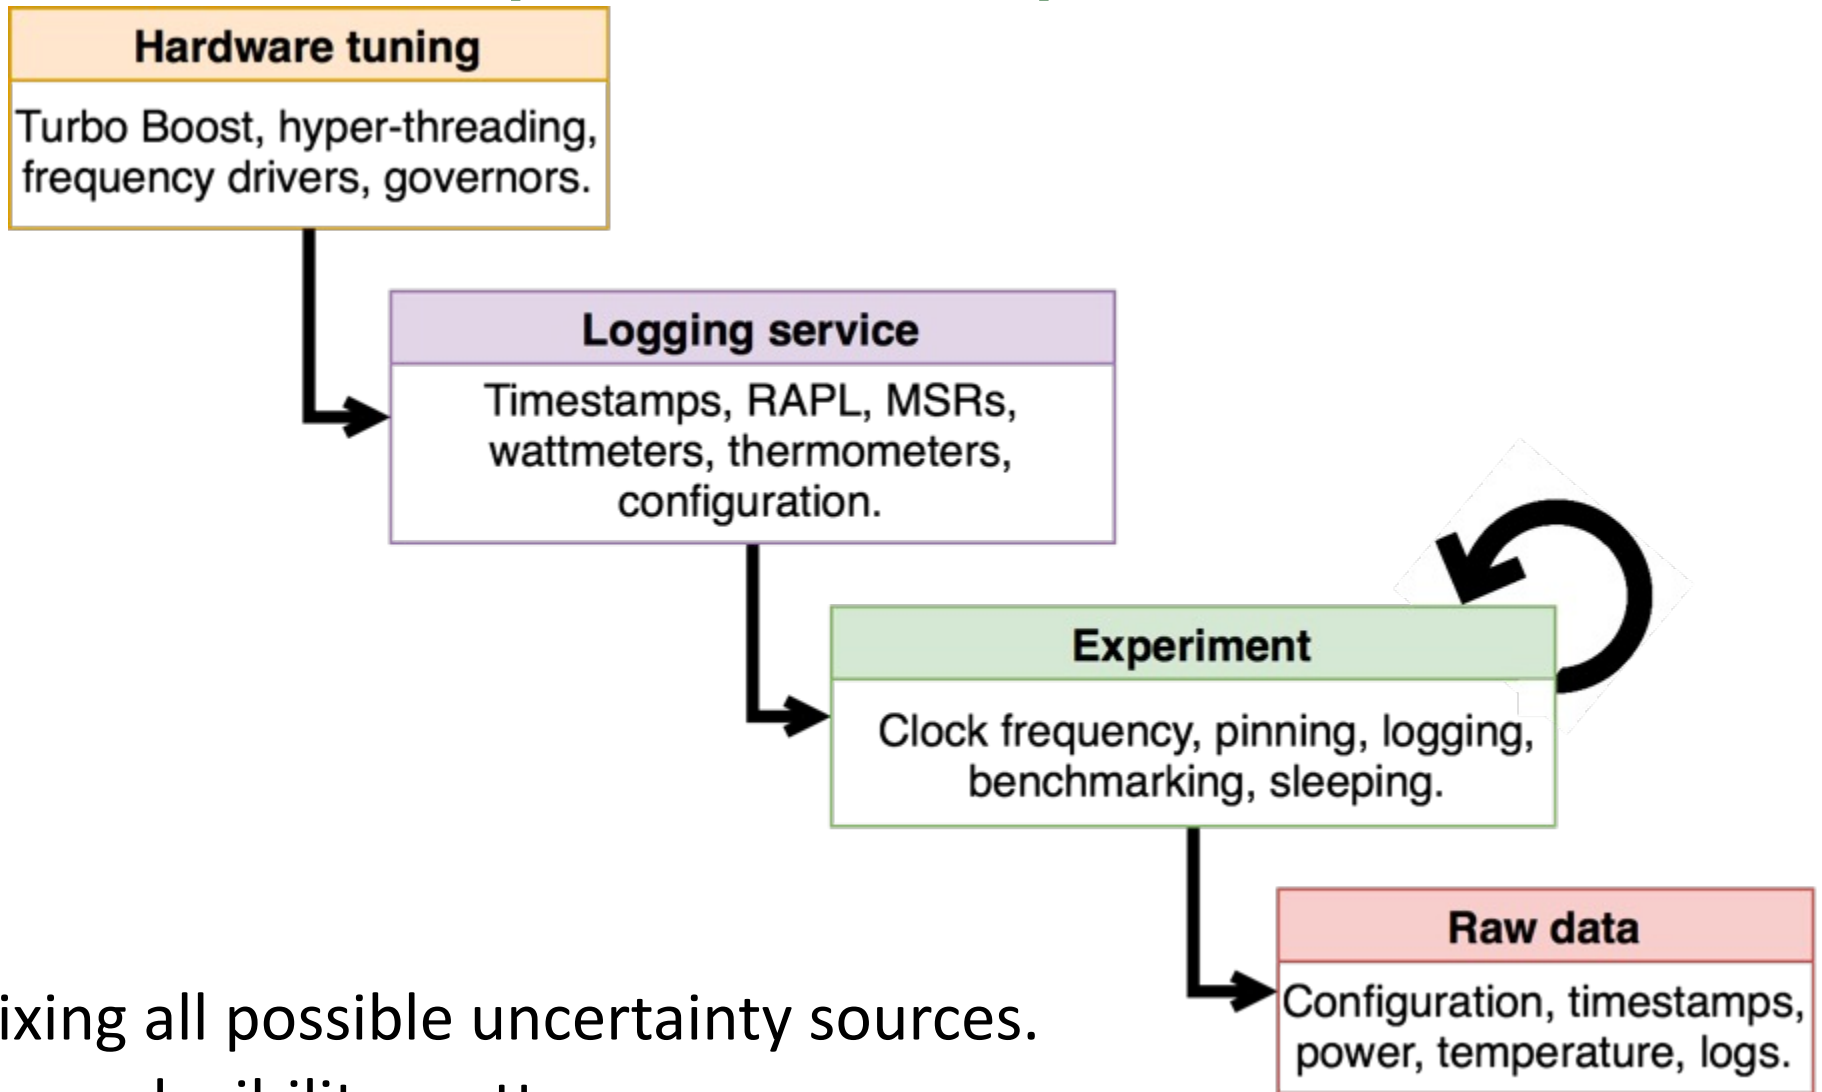 Hardware tuning
Turbo Boost, hyper-threading,
frequency drivers, governors.
Logging service
Timestamps, RAPL, MSRs,
wattmeters, thermometers,
configuration.
Experiment
Clock frequency, pinning, logging,
benchmarking, sleeping.
Raw data
Configuration, timestamps,
power, temperature, logs.
ixing all possible uncertainty sources.